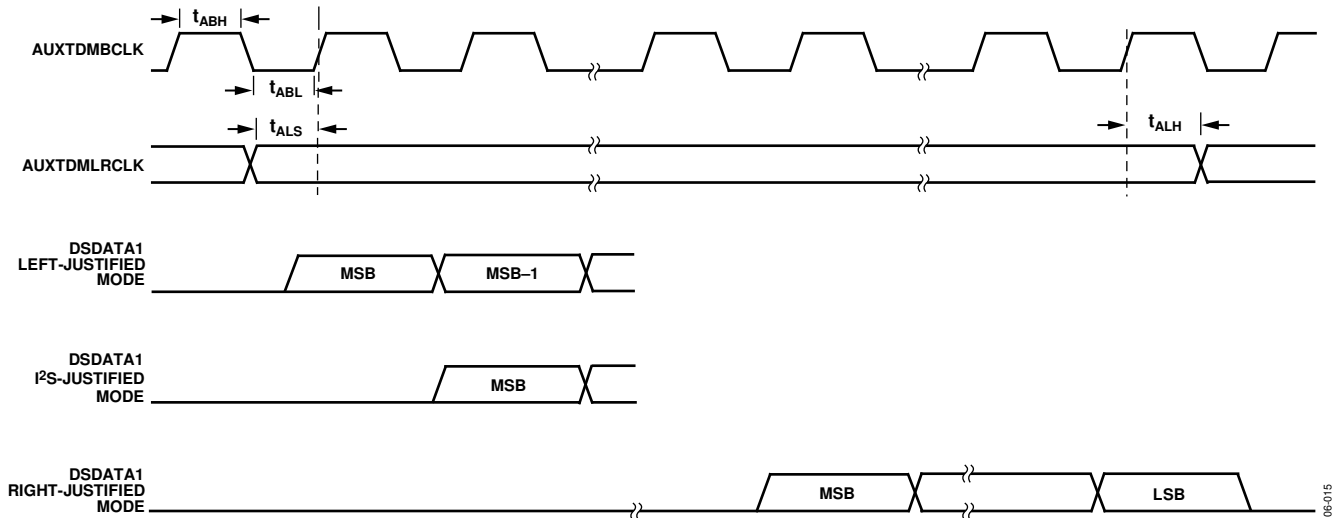 tABH
AUXTDMBCLK
tABL
tALS
tALH
AUXTDMLRCLK
DSDATA1
LEFT-JUSTIFIED
MODE
MSB
MSB–1
DSDATA1
I²S-JUSTIFIED
MODE
MSB
DSDATA1
RIGHT-JUSTIFIED
MODE
MSB
LSB
06-015